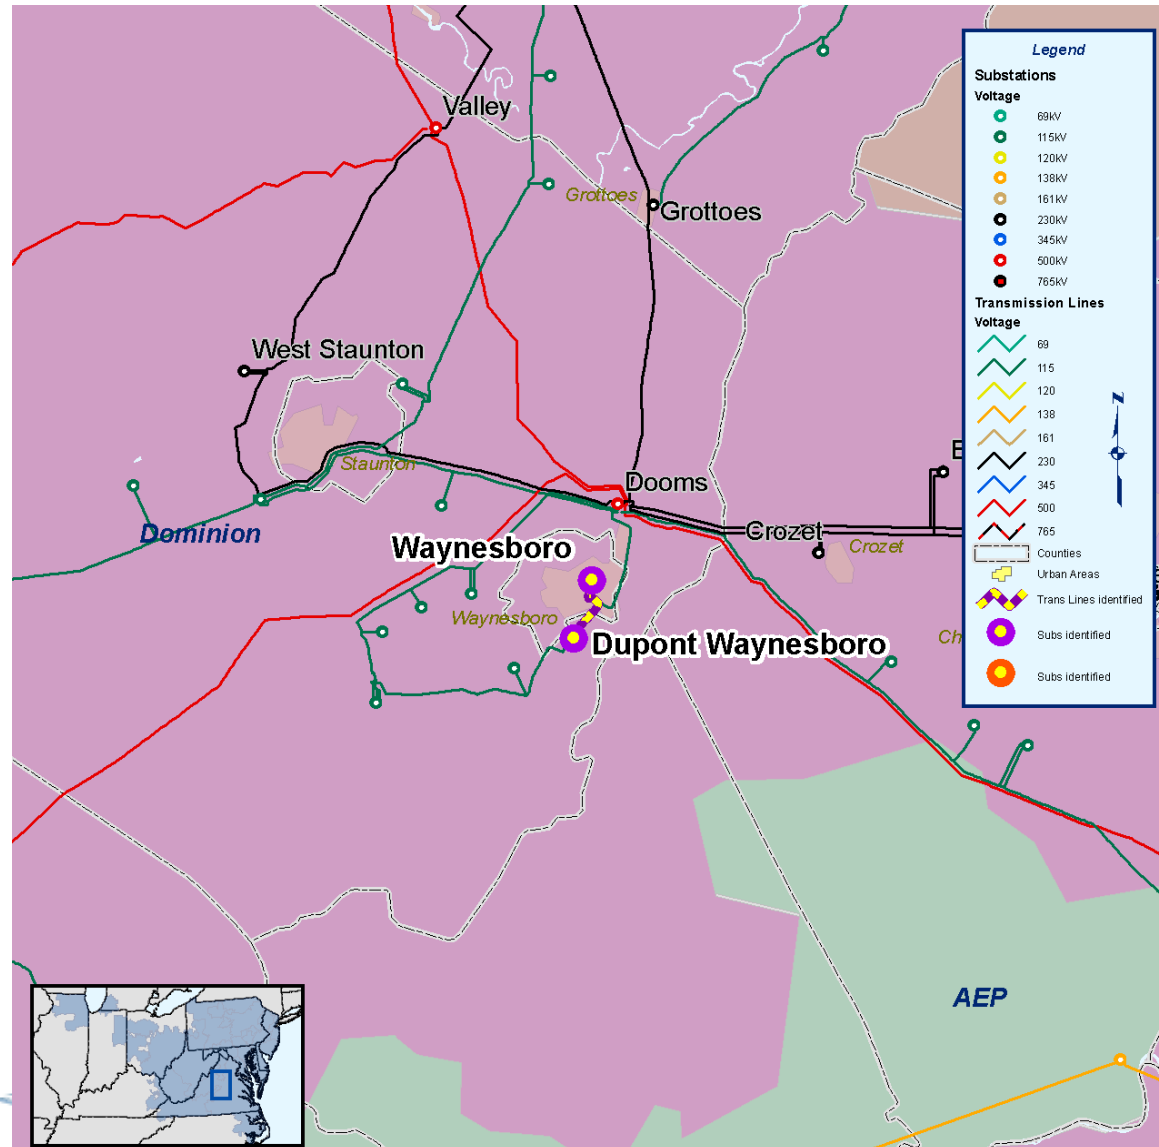 Valley
Grottoes
Grottoes
West Staunton
Staunton
Dooms
Dominion
Crozet
Crozet
Waynesboro
Waynesboro
Dupont Waynesboro
AEP
Legend
Substations
Voltage
69kV
115kV
120kV
138kV
161kV
230kV
345kV
500kV
765kV
Transmission Lines
Voltage
69
115
120
138
161
230
345
500
765
Counties
Urban Areas
Trans Lines identified
Subs identified
Subs identified
N